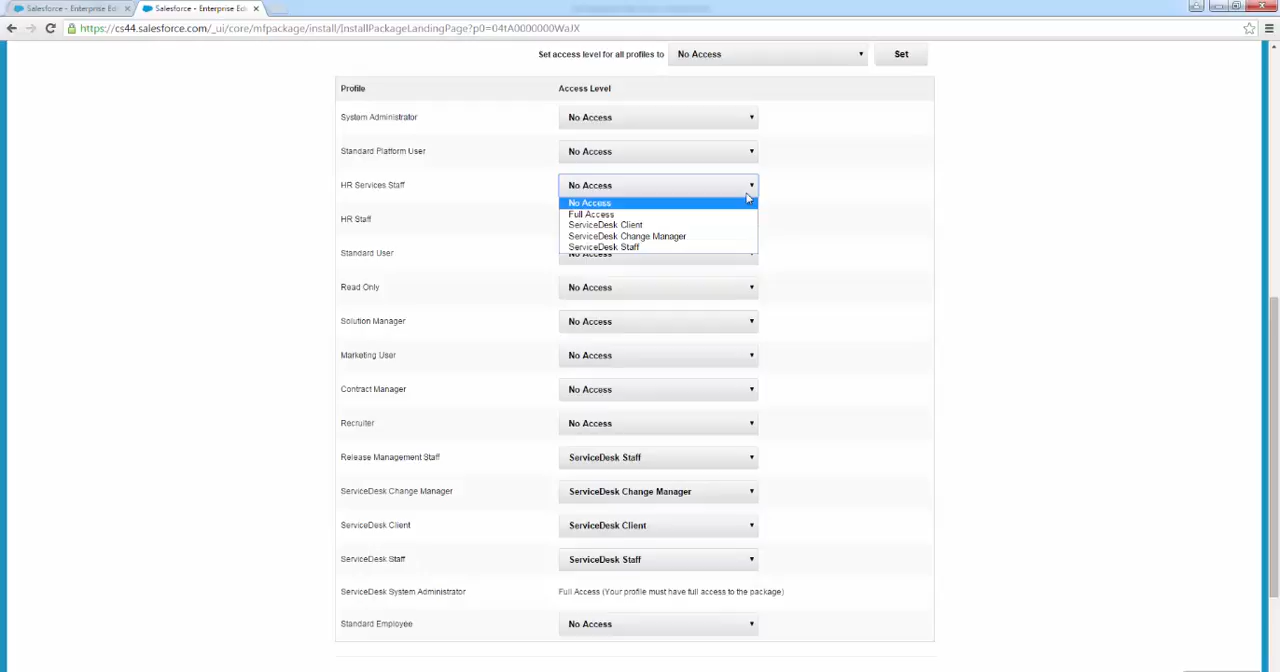 Salesforce - Enterprise Edi
Salesforce - Enterprise Edi
https://cs44.salesforce.com/_ui/core/mfpackage/install/InstallPackageLandingPage?p0=04tA0000000WaJX
Set access level for all profiles to No Access Set
Profile Access Level
System Administrator No Access
Standard Platform User No Access
HR Services Staff No Access
No Access
Full Access
HR Staff
ServiceDesk Client
ServiceDesk Change Manager
ServiceDesk Staff
Standard User No Access
Read Only No Access
Solution Manager No Access
Marketing User No Access
Contract Manager No Access
Recruiter No Access
Release Management Staff ServiceDesk Staff
ServiceDesk Change Manager ServiceDesk Change Manager
ServiceDesk Client ServiceDesk Client
ServiceDesk Staff ServiceDesk Staff
ServiceDesk System Administrator Full Access (Your profile must have full access to the package)
Standard Employee No Access